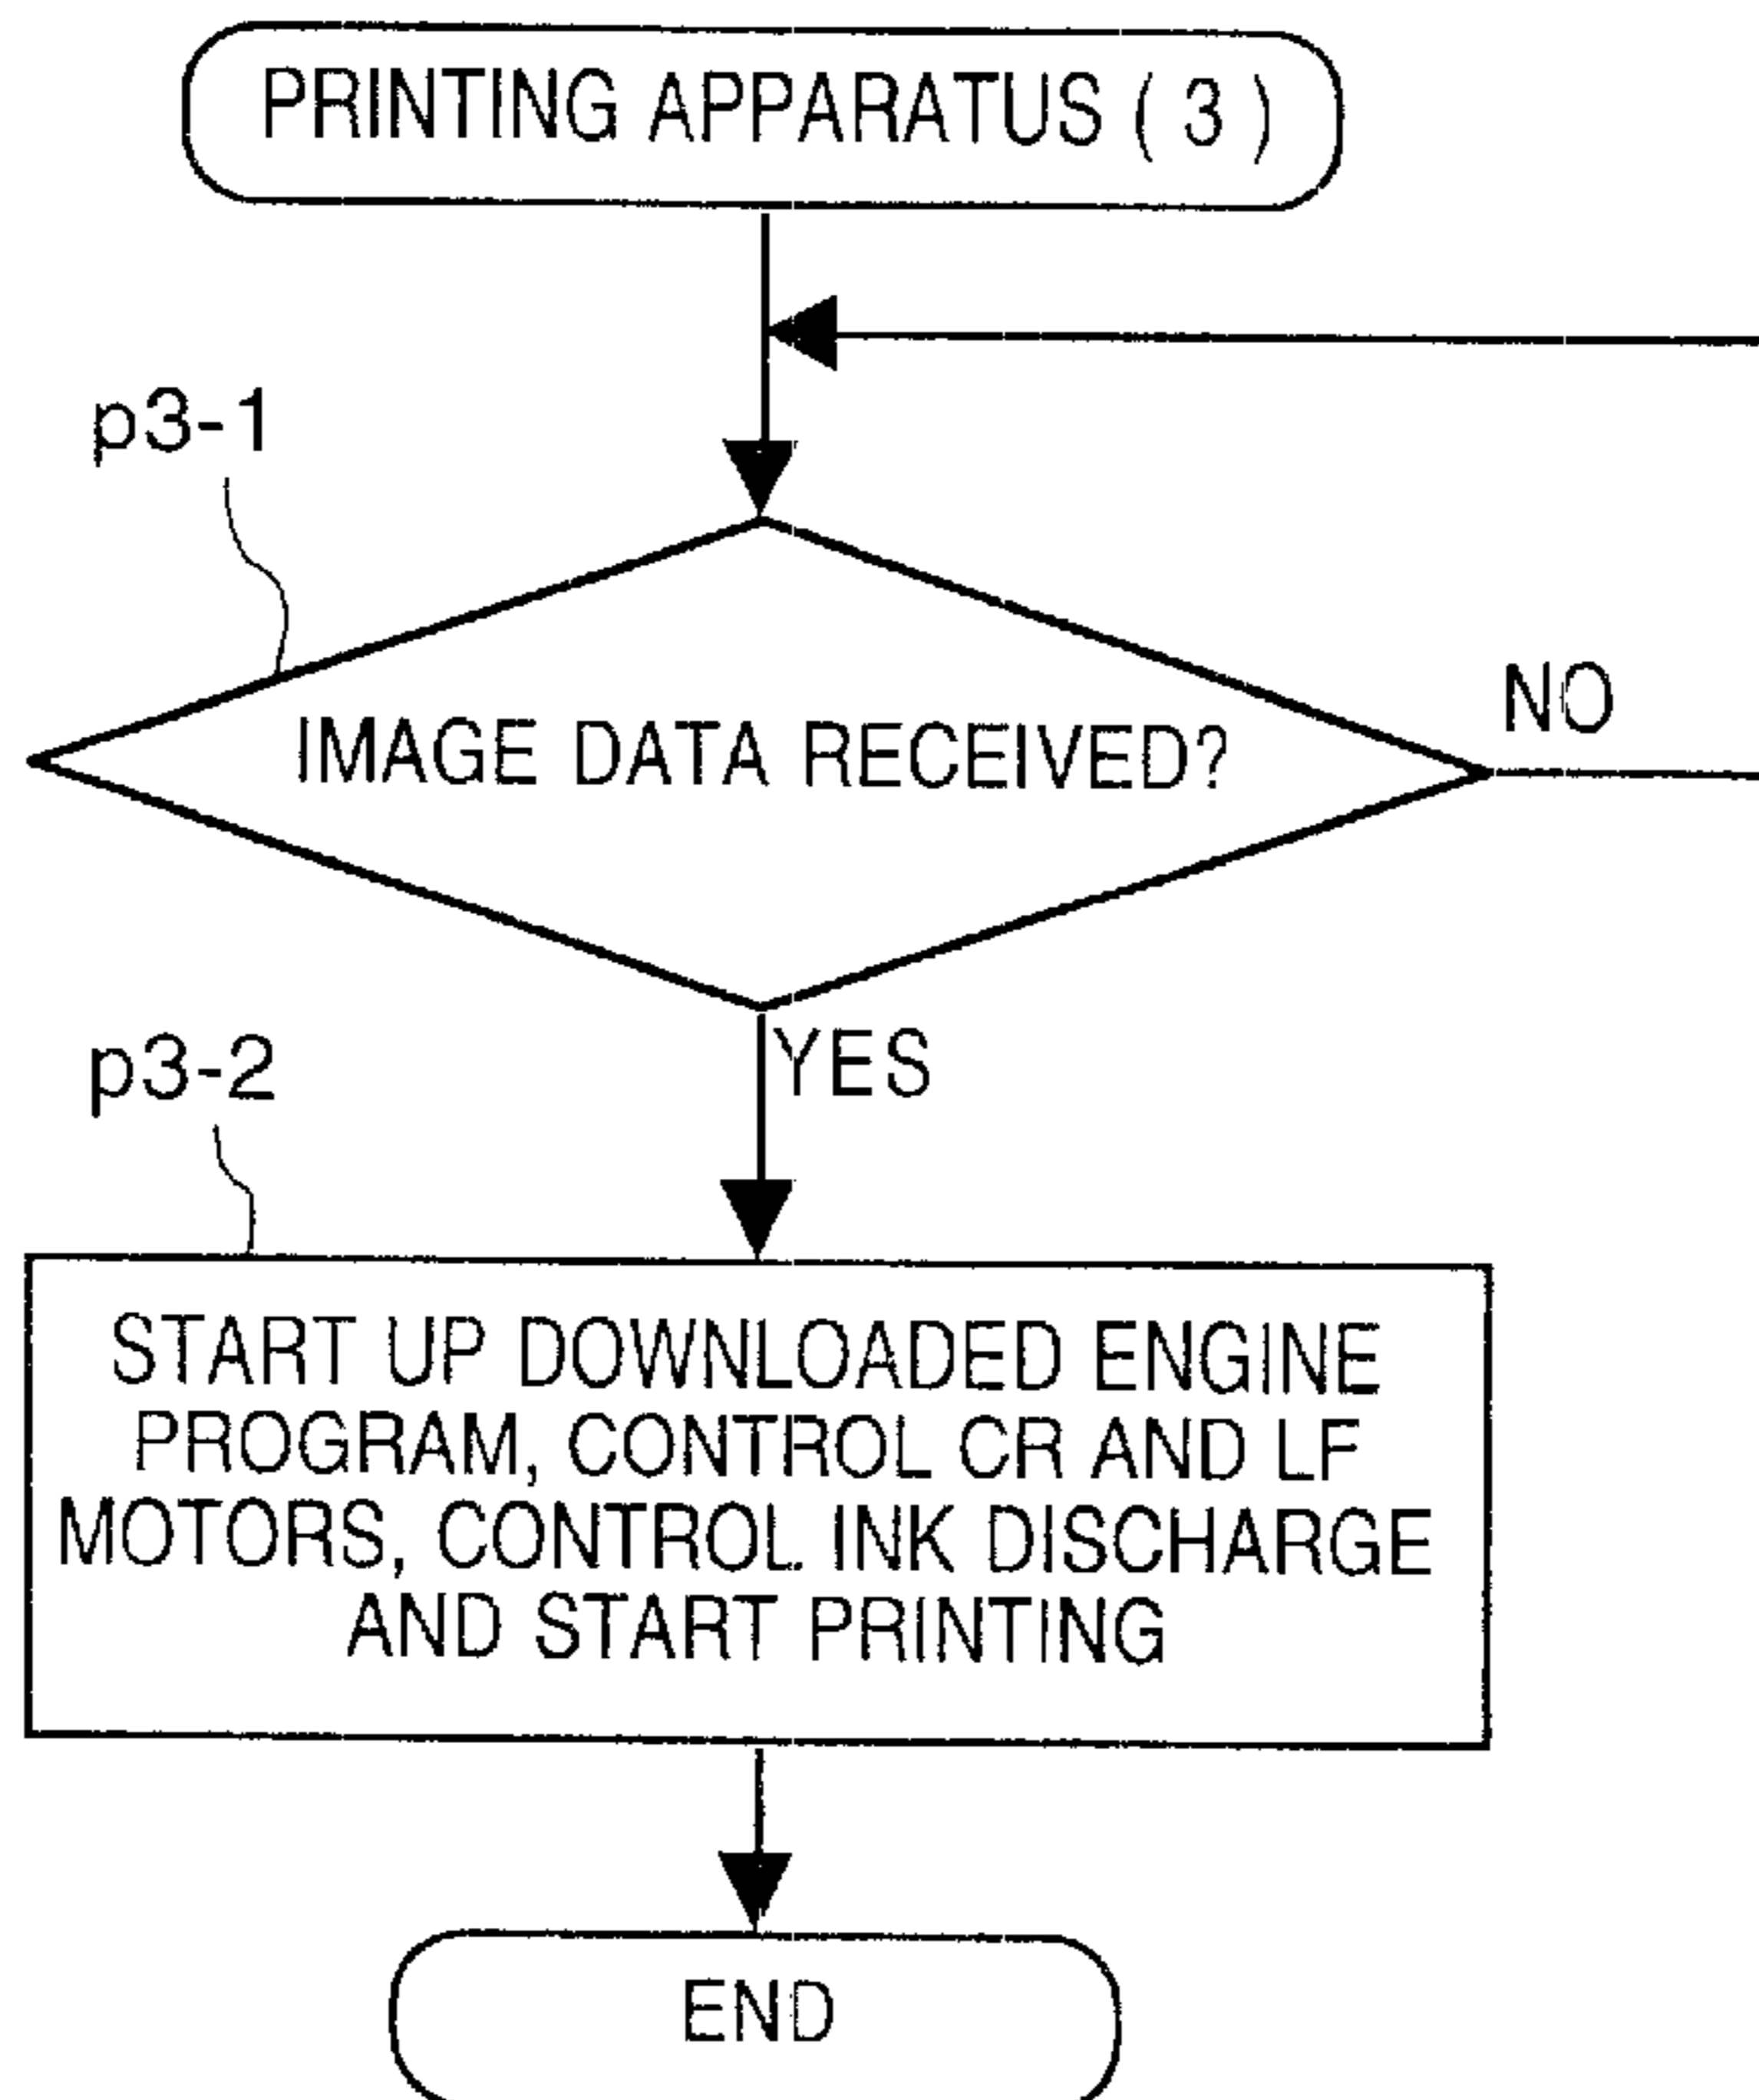 PRINTING APPARATUS ( 3 )
p3-1
IMAGE DATA RECEIVED?
NO
YES
p3-2
START UP DOWNLOADED ENGINE
PROGRAM, CONTROL CR AND LF
MOTORS, CONTROL INK DISCHARGE
AND START PRINTING
END